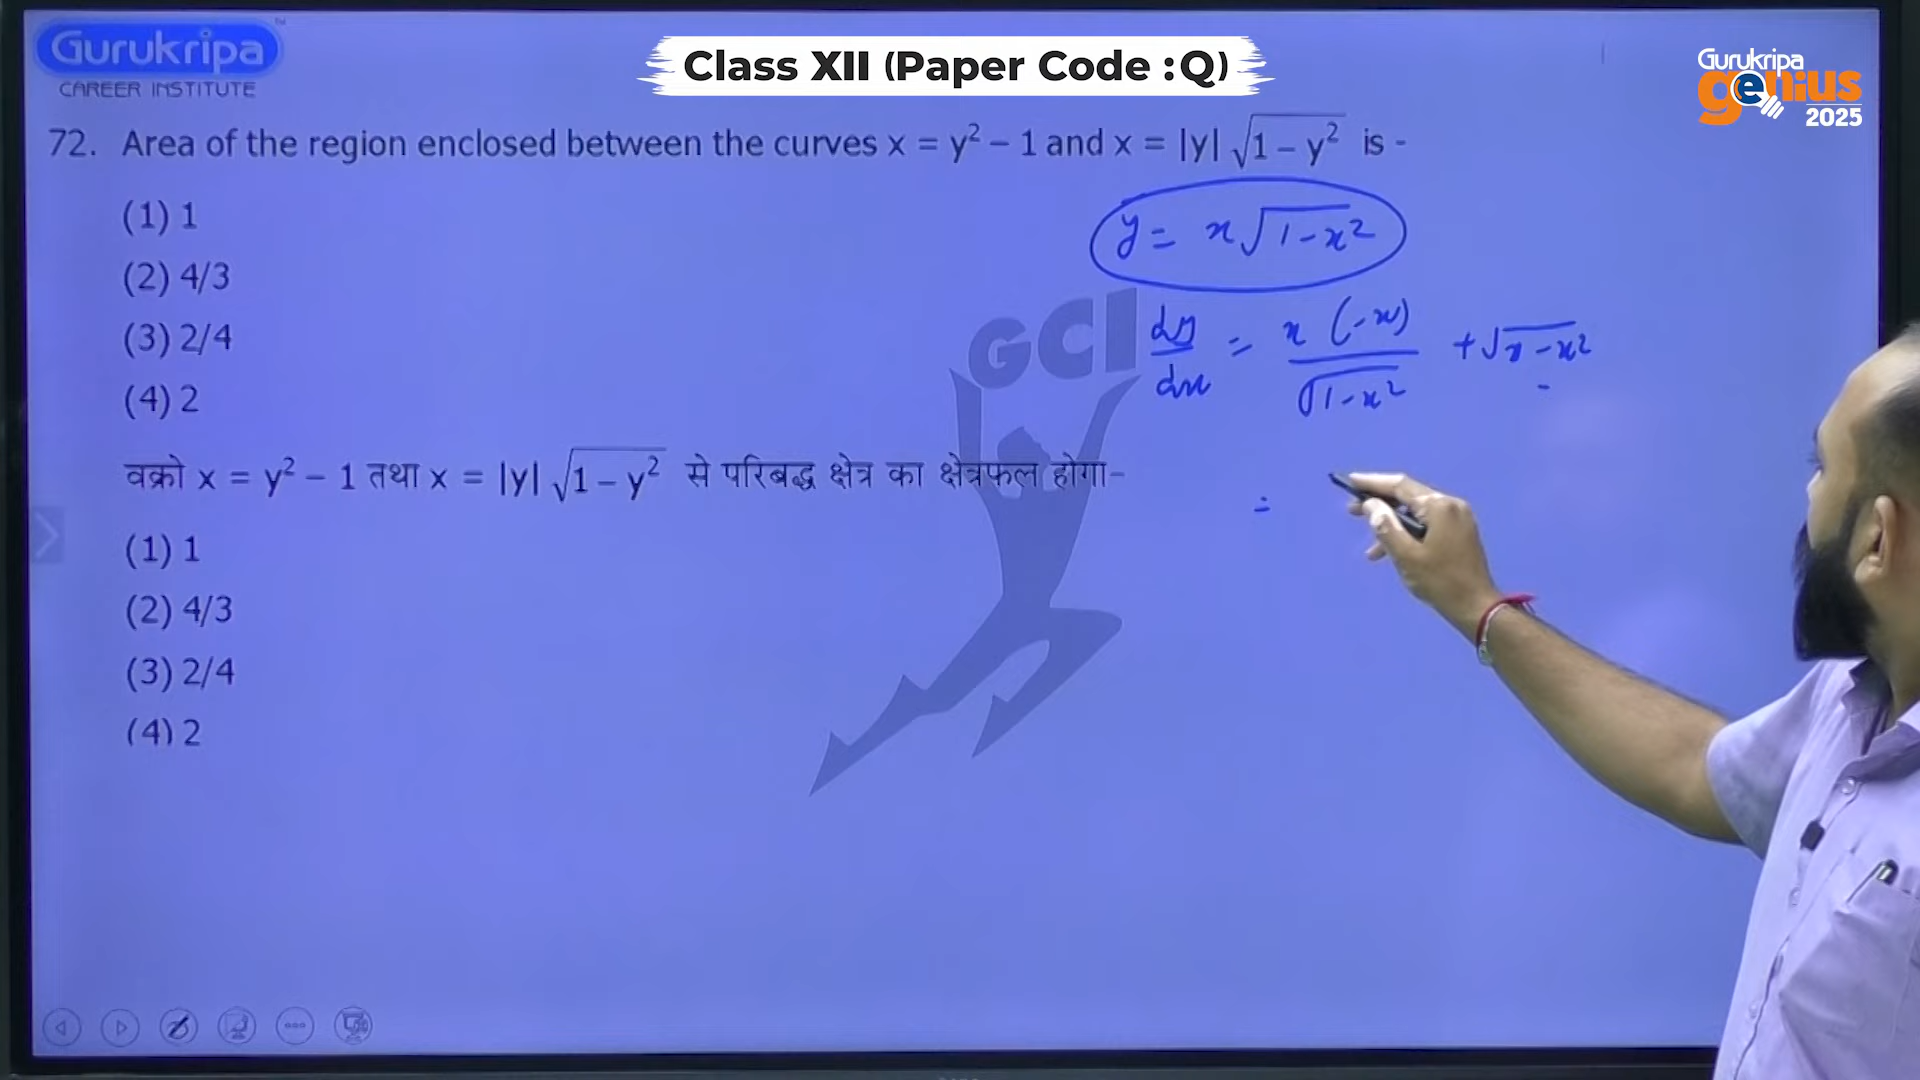 Gurukripa
CAREER INSTITUTE
Class XII (Paper Code :Q)
Gurukripa
genius
2025
72. Area of the region enclosed between the curves x = y² – 1 and x = |y| √(1 – y²) is -
(1) 1
(2) 4/3
(3) 2/4
(4) 2
y = x√(1-x²)
dy/dx = x(-x)/√(1-x²) + √(1-x²)
=
GCI
वक्रो x = y² – 1 तथा x = |y| √(1 – y²) से परिबद्ध क्षेत्र का क्षेत्रफल होगा-
(1) 1
(2) 4/3
(3) 2/4
(4) 2